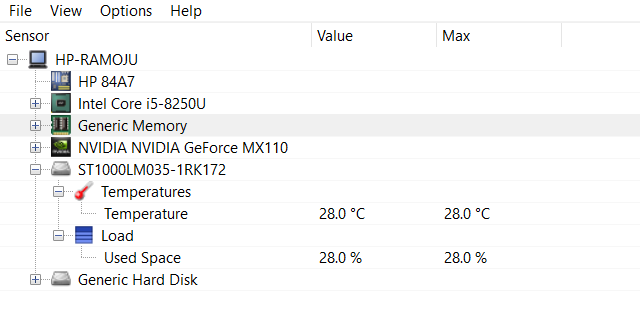 File View Options Help
Sensor Value Max
HP-RAMOJU
HP 84A7
Intel Core i5-8250U
Generic Memory
NVIDIA NVIDIA GeForce MX110
ST1000LM035-1RK172
Temperatures
Temperature 28.0 °C 28.0 °C
Load
Used Space 28.0 % 28.0 %
Generic Hard Disk